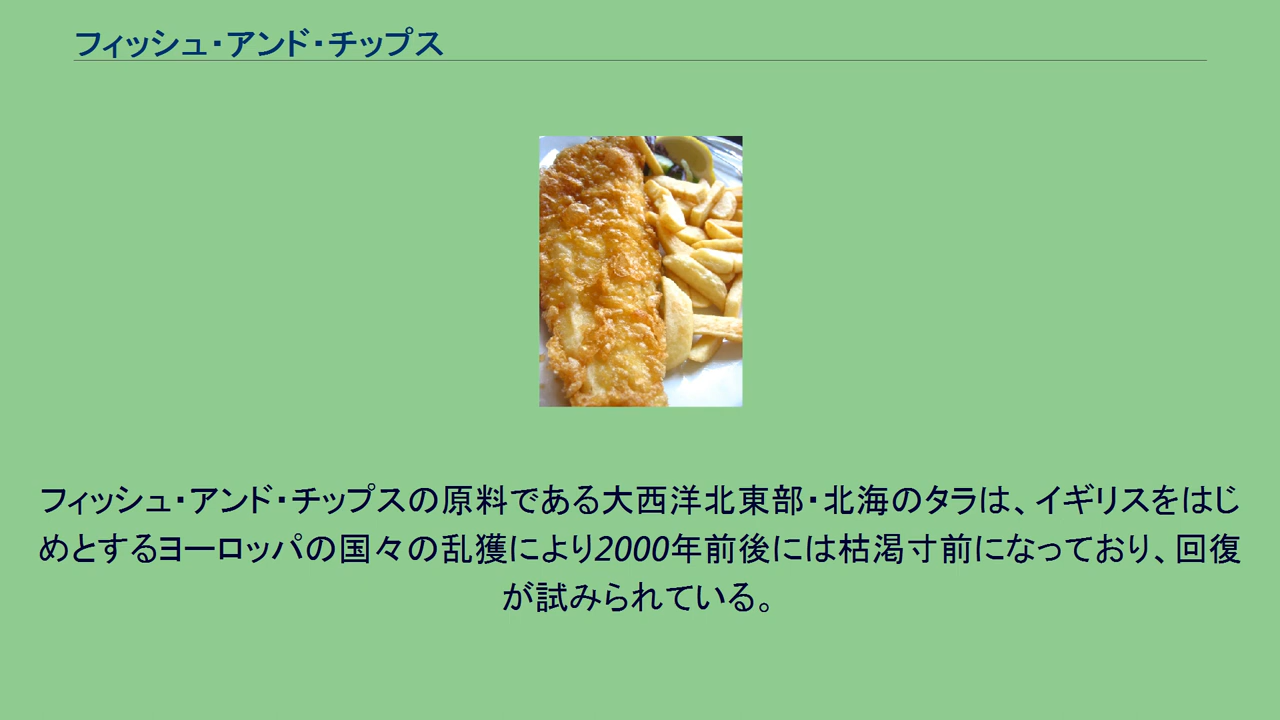 フィッシュ・アンド・チップス
フィッシュ・アンド・チップスの原料である大西洋北東部・北海のタラは、イギリスをはじ
めとするヨーロッパの国々の乱獲により2000年前後には枯渇寸前になっており、回復
が試みられている。